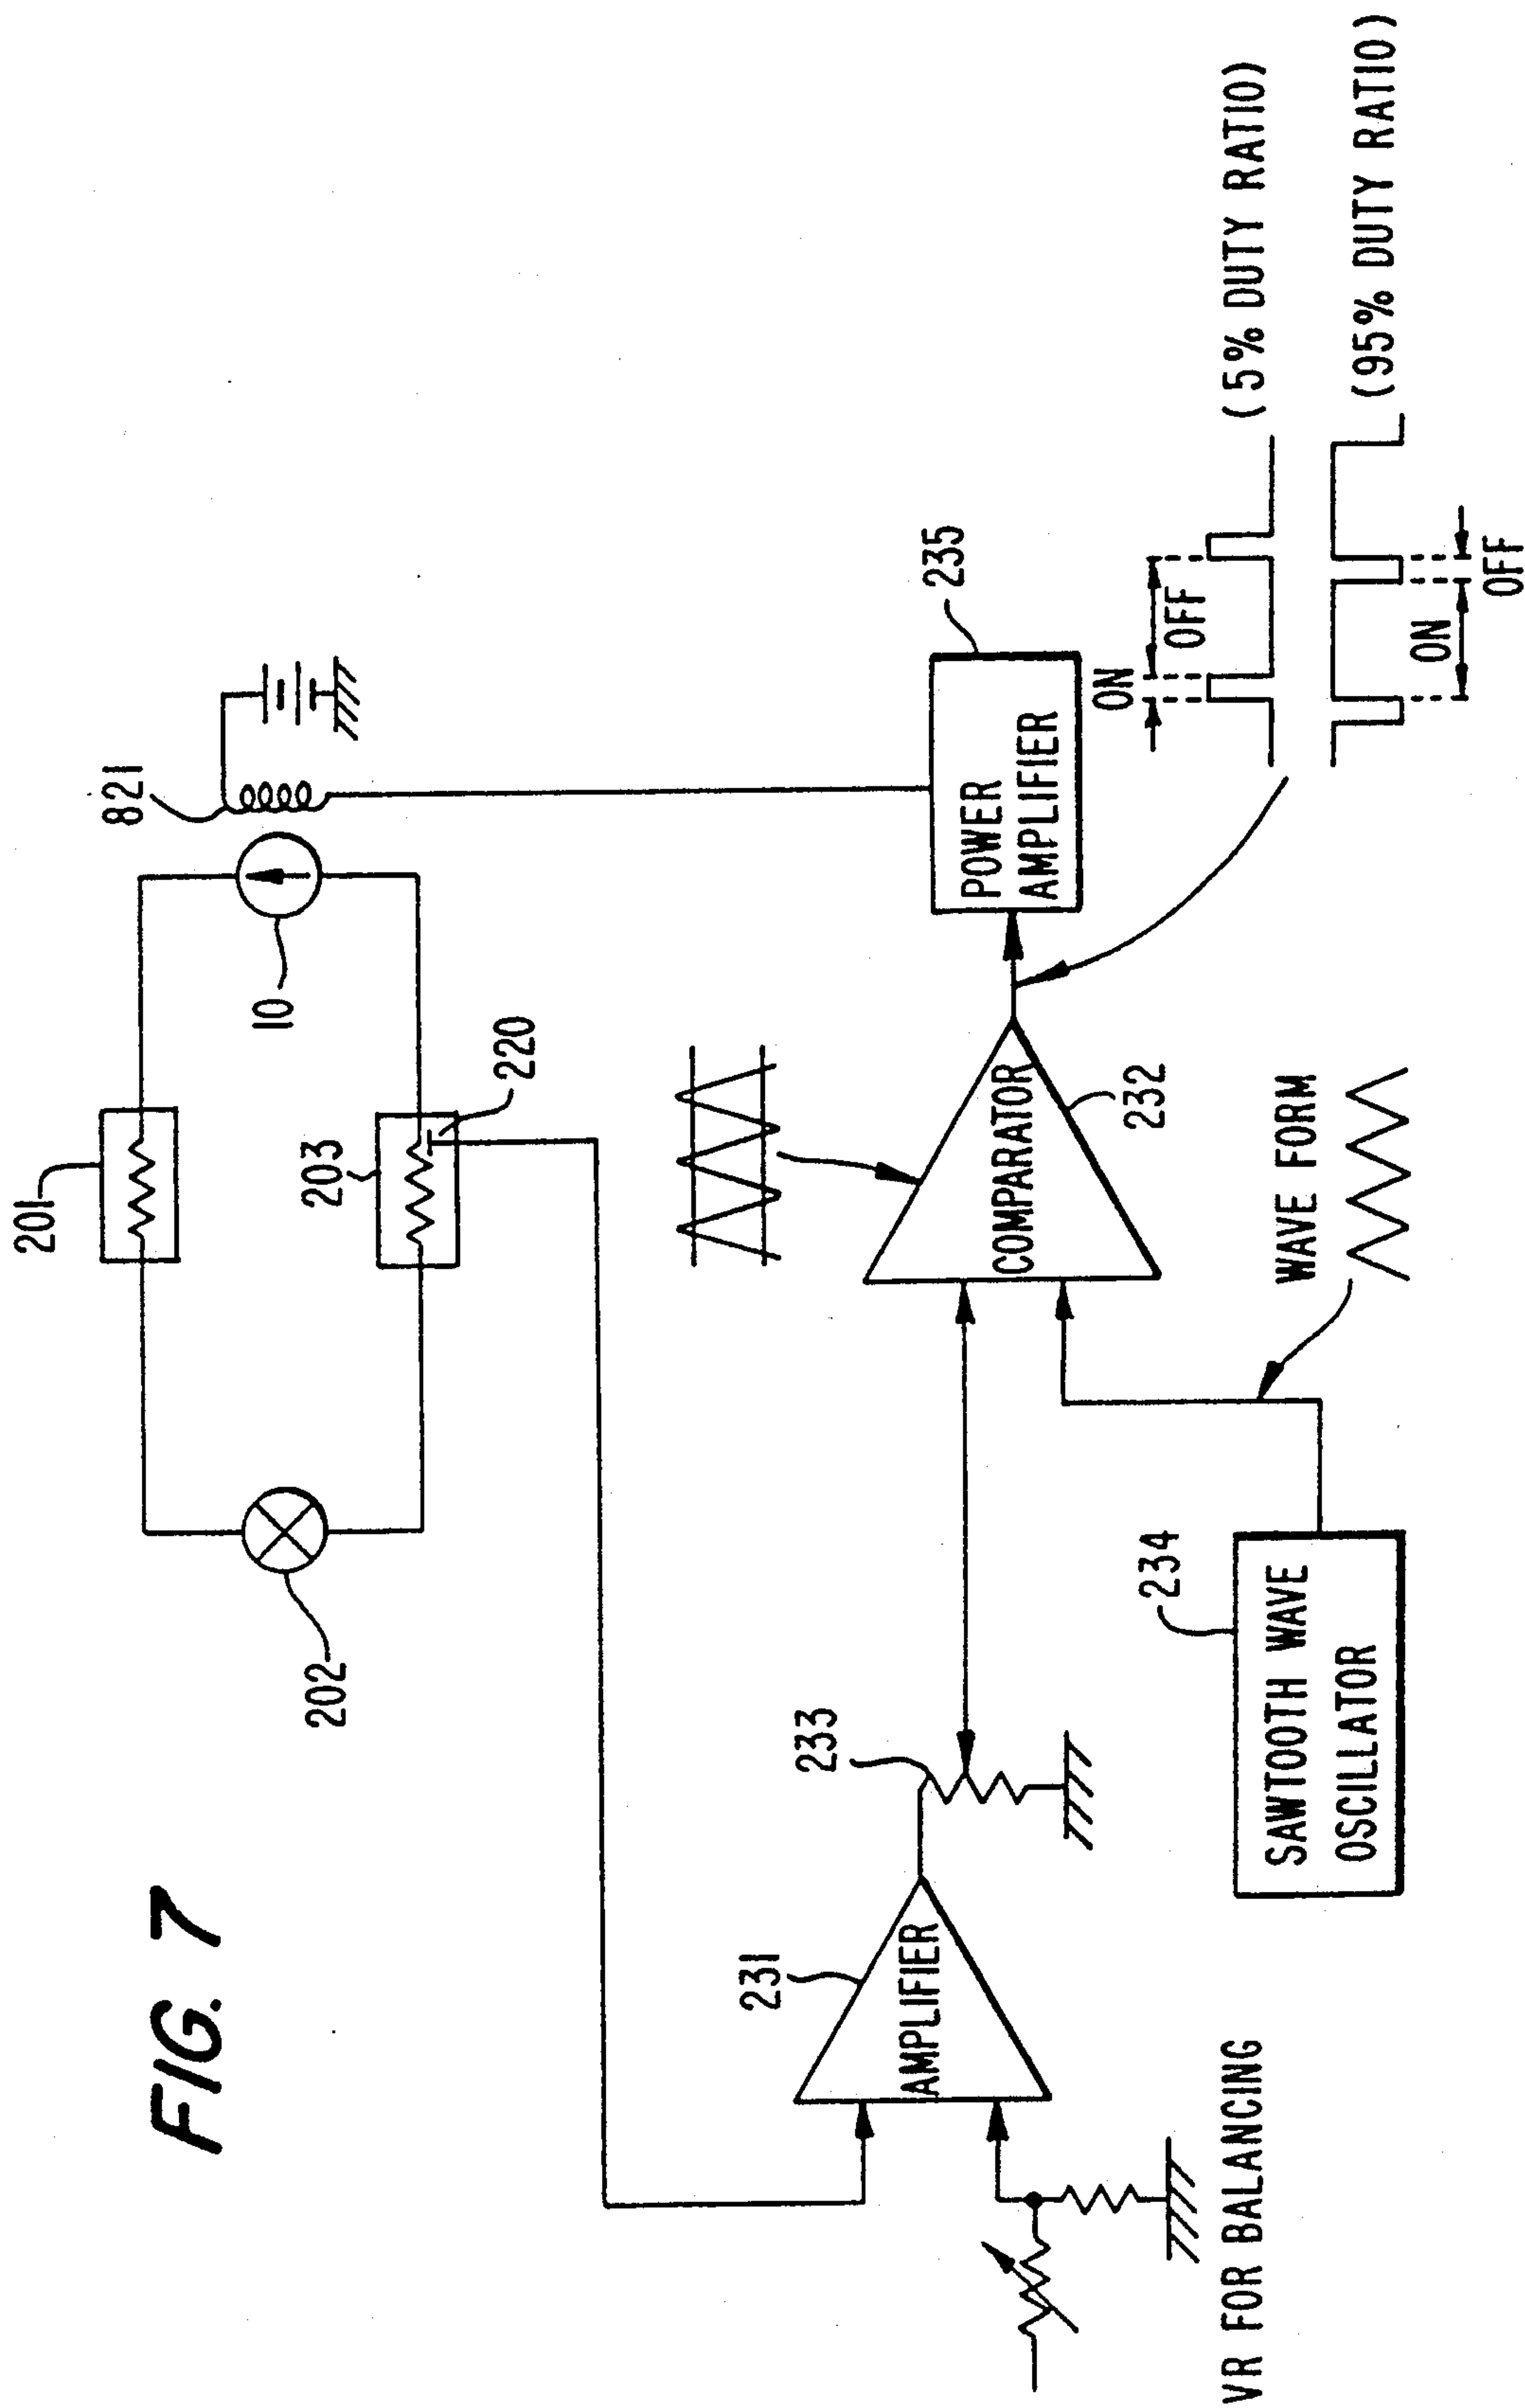 FIG. 7
201
202
203
10
821
220
231
AMPLIFIER
VR FOR BALANCING
233
SAWTOOTH WAVE
OSCILLATOR
234
COMPARATOR
232
WAVE FORM
POWER
AMPLIFIER
235
ON
OFF
(5% DUTY RATIO)
(95% DUTY RATIO)
ON
OFF